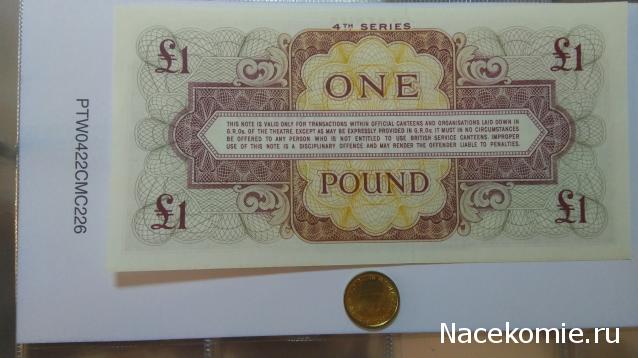 4TH SERIES
£1 £1
ONE
THIS NOTE IS VALID ONLY FOR TRANSACTIONS WITHIN OFFICIAL CANTEENS AND ORGANISATIONS LAID DOWN IN
G.R.Os. OF THE THEATRE, EXCEPT AS MAY BE EXPRESSLY PROVIDED IN G.R.Os. IT MUST IN NO CIRCUMSTANCES
BE OFFERED TO ANY PERSON WHO IS NOT ENTITLED TO USE BRITISH SERVICE CANTEENS. IMPROPER
USE OF THIS NOTE IS A DISCIPLINARY OFFENCE AND MAY RENDER THE OFFENDER LIABLE TO PENALTIES.
POUND
£1 £1
PTW0422CMC226
Nacekomie.ru